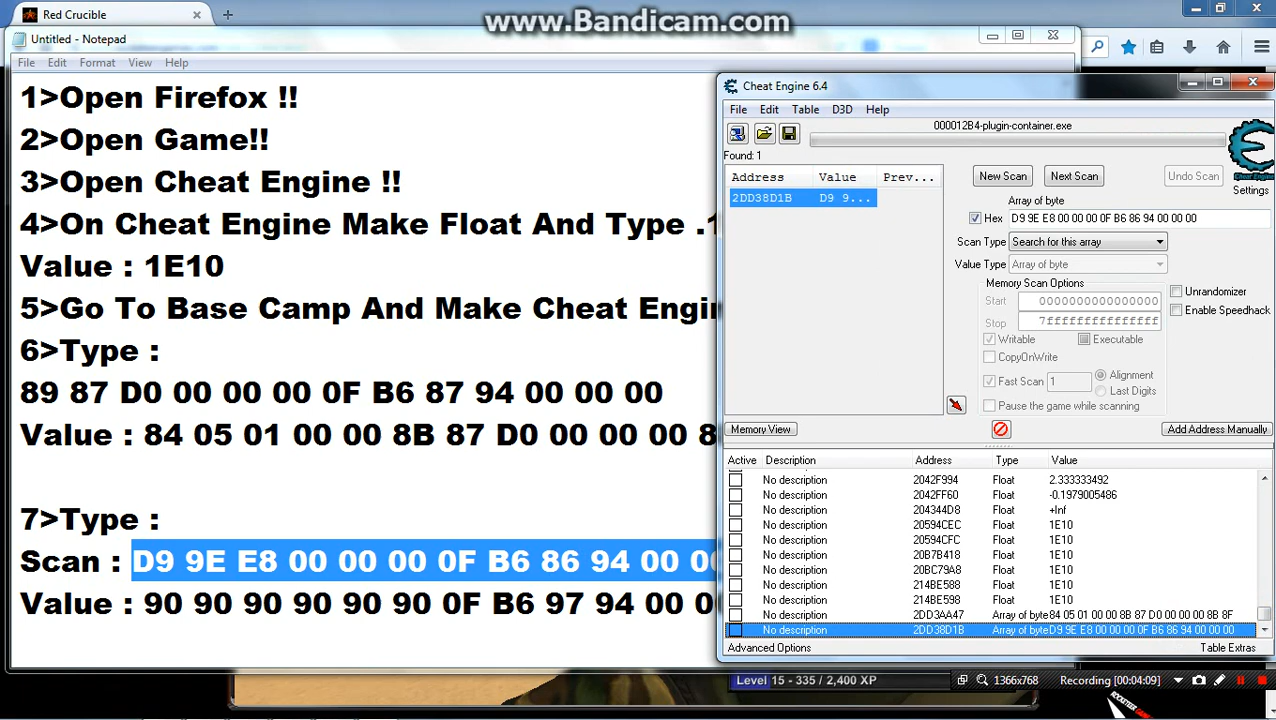 Red Crucible
www.Bandicam.com
Untitled - Notepad
File Edit Format View Help
1>Open Firefox !!
2>Open Game!!
3>Open Cheat Engine !!
4>On Cheat Engine Make Float And Type .1
Value : 1E10
5>Go To Base Camp And Make Cheat Engin
6>Type :
89 87 D0 00 00 00 0F B6 87 94 00 00 00
Value : 84 05 01 00 00 8B 87 D0 00 00 00 8
7>Type :
Scan : D9 9E E8 00 00 00 0F B6 86 94 00 00
Value : 90 90 90 90 90 90 0F B6 97 94 00 00
Cheat Engine 6.4
File Edit Table D3D Help
000012B4-plugin-container.exe
Found: 1
Address Value Prev...
2DD38D1B D9 9...
New Scan Next Scan Undo Scan
Cheat Engine
Settings
Array of byte
Hex D9 9E E8 00 00 00 0F B6 86 94 00 00 00
Scan Type Search for this array
Value Type Array of byte
Memory Scan Options
Start 0000000000000000
Stop 7fffffffffffffff
Writable Executable
CopyOnWrite
Fast Scan 1 Alignment
Last Digits
Pause the game while scanning
Unrandomizer
Enable Speedhack
Memory View Add Address Manually
Active Description Address Type Value
No description 2042F994 Float 2.333333492
No description 2042FF60 Float -0.1979005486
No description 204344D8 Float +Inf
No description 20594CEC Float 1E10
No description 20594CFC Float 1E10
No description 20B7B418 Float 1E10
No description 20BC79A8 Float 1E10
No description 214BE588 Float 1E10
No description 214BE588 Float 1E10
No description 2DD3AA47 Array of byte 84 05 01 00 00 8B 87 D0 00 00 00 8B 8F
No description 2DD38D1B Array of byte D9 9E E8 00 00 00 0F B6 86 94 00 00 00
Advanced Options Table Extras
Level 15 - 335 / 2,400 XP
1366x768 Recording [00:04:09]